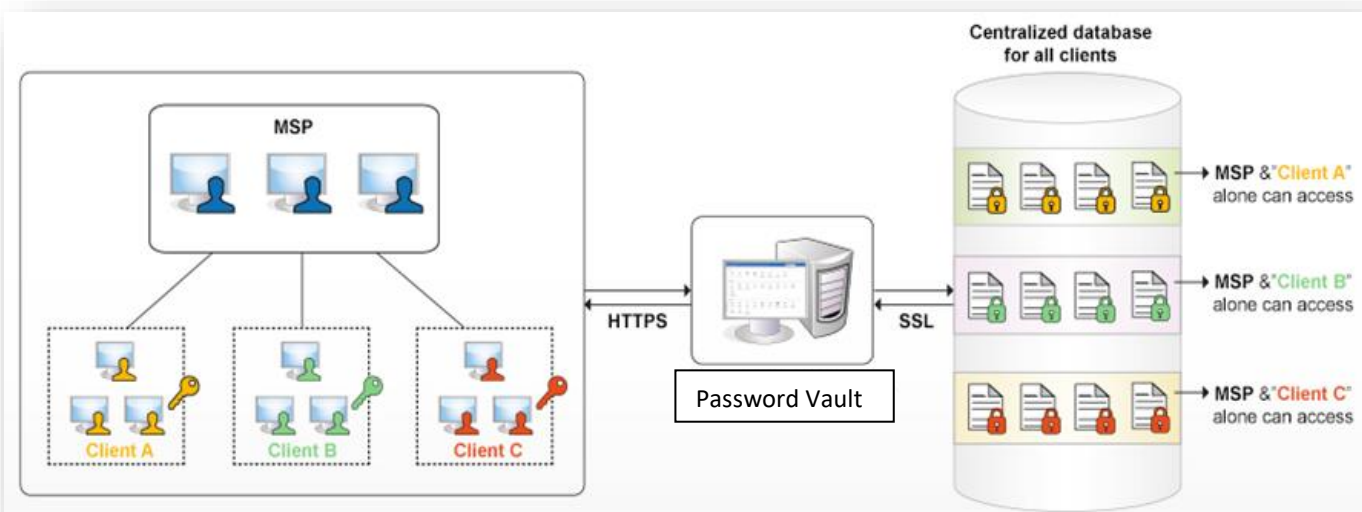 Centralized database
for all clients
MSP
HTTPS
SSL
Password Vault
Client A
Client B
Client C
MSP &"Client A"
alone can access
MSP &"Client B"
alone can access
MSP &"Client C"
alone can access